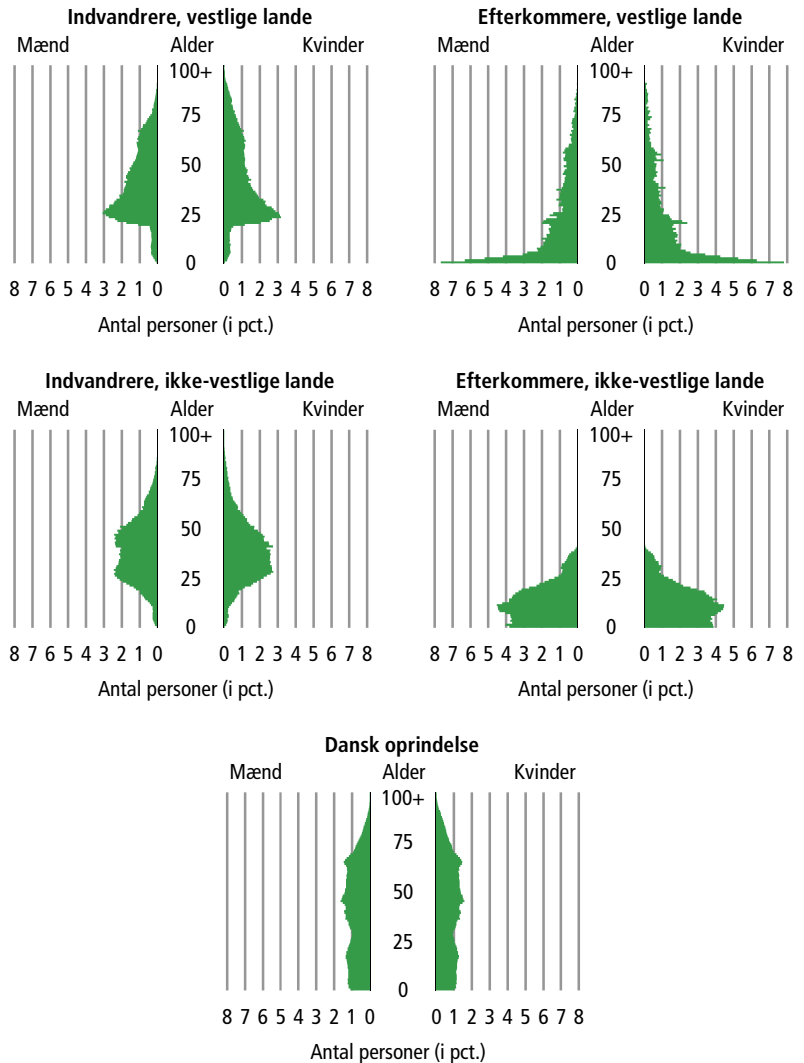 Indvandrere, vestlige lande
Mænd Alder Kvinder
100+
75
50
25
0
8 7 6 5 4 3 2 1 0 0 1 2 3 4 5 6 7 8
Antal personer (i pct.)
Efterkommere, vestlige lande
Mænd Alder Kvinder
100+
75
50
25
0
8 7 6 5 4 3 2 1 0 0 1 2 3 4 5 6 7 8
Antal personer (i pct.)
Indvandrere, ikke-vestlige lande
Mænd Alder Kvinder
100+
75
50
25
0
8 7 6 5 4 3 2 1 0 0 1 2 3 4 5 6 7 8
Antal personer (i pct.)
Efterkommere, ikke-vestlige lande
Mænd Alder Kvinder
100+
75
50
25
0
8 7 6 5 4 3 2 1 0 0 1 2 3 4 5 6 7 8
Antal personer (i pct.)
Dansk oprindelse
Mænd Alder Kvinder
100+
75
50
25
0
8 7 6 5 4 3 2 1 0 0 1 2 3 4 5 6 7 8
Antal personer (i pct.)